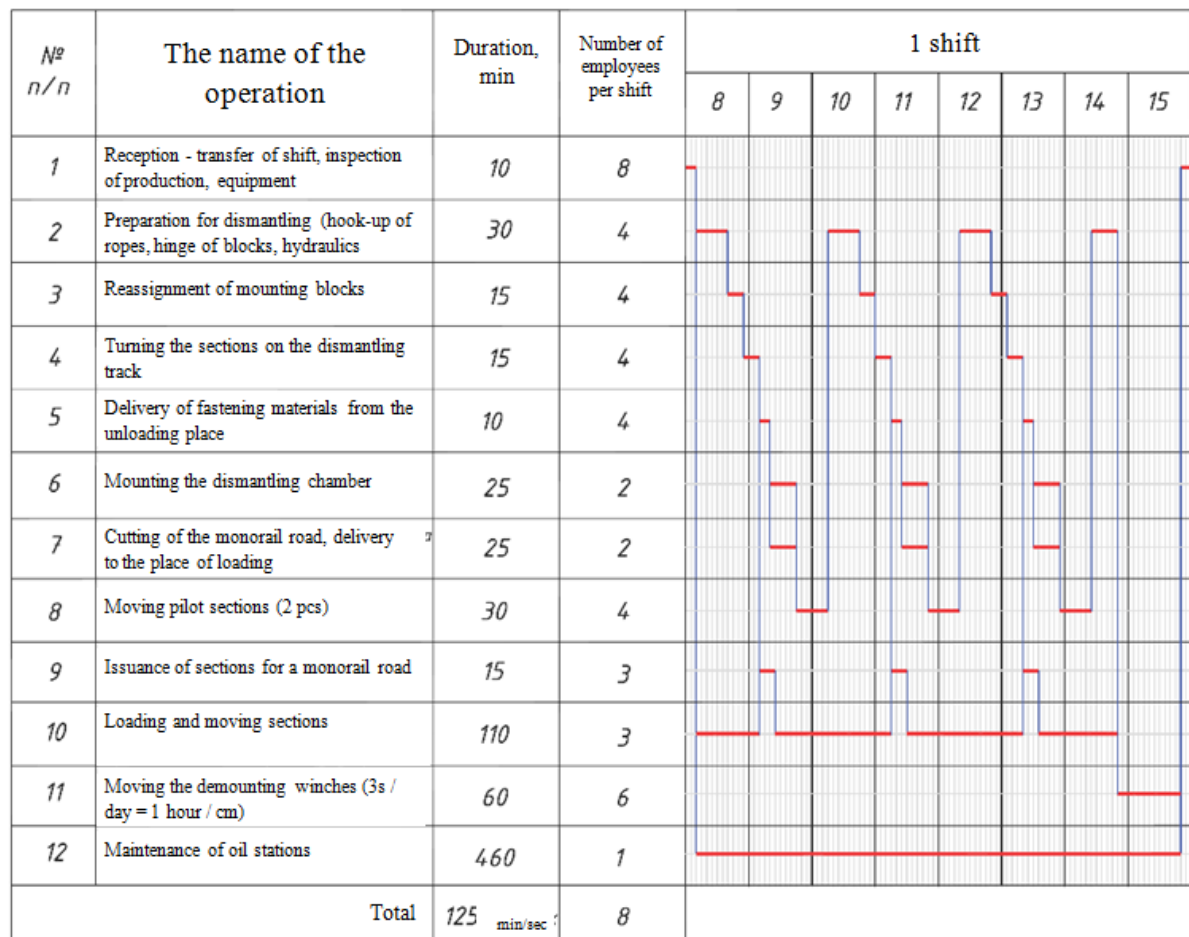 №
n/n
The name of the
operation
Duration,
min
Number of
employees
per shift
1 shift
8 9 10 11 12 13 14 15
1
Reception - transfer of shift, inspection
of production, equipment
10
8
2
Preparation for dismantling (hook-up of
ropes, hinge of blocks, hydraulics
30
4
3
Reassignment of mounting blocks
15
4
4
Turning the sections on the dismantling
track
15
4
5
Delivery of fastening materials from the
unloading place
10
4
6
Mounting the dismantling chamber
25
2
7
Cutting of the monorail road, delivery
to the place of loading
25
2
8
Moving pilot sections (2 pcs)
30
4
9
Issuance of sections for a monorail road
15
3
10
Loading and moving sections
110
3
11
Moving the demounting winches (3s /
day = 1 hour / cm)
60
6
12
Maintenance of oil stations
460
1
Total
125 min/sec
8